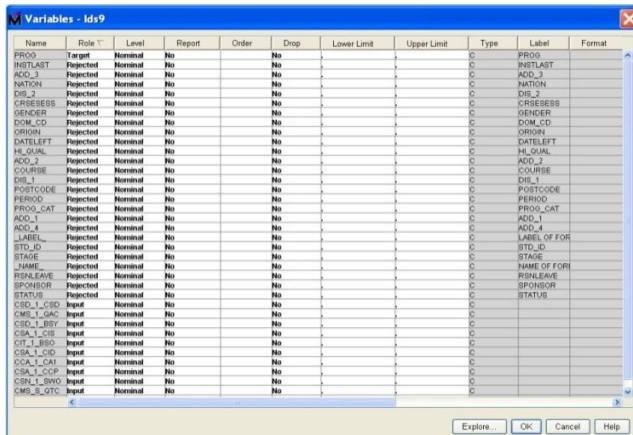 Variables - Ids9
Name Role Level Report Order Drop Lower Limit Upper Limit Type Label Format
PROG Target Nominal No No . . C PROG
INSTLAST Rejected Nominal No No . . C INSTLAST
ADD_3 Rejected Nominal No No . . C ADD_3
NATION Rejected Nominal No No . . C NATION
DIS_2 Rejected Nominal No No . . C DIS_2
CRSESESS Rejected Nominal No No . . C CRSESESS
GENDER Rejected Nominal No No . . C GENDER
DOM_CD Rejected Nominal No No . . C DOM_CD
ORIGIN Rejected Nominal No No . . C ORIGIN
DATELEFT Rejected Nominal No No . . C DATELEFT
HI_QUAL Rejected Nominal No No . . C HI_QUAL
ADD_2 Rejected Nominal No No . . C ADD_2
COURSE Rejected Nominal No No . . C COURSE
DIS_1 Rejected Nominal No No . . C DIS_1
POSTCODE Rejected Nominal No No . . C POSTCODE
PERIOD Rejected Nominal No No . . C PERIOD
PROG_CAT Rejected Nominal No No . . C PROG_CAT
ADD_1 Rejected Nominal No No . . C ADD_1
ADD_4 Rejected Nominal No No . . C ADD_4
_LABEL_ Rejected Nominal No No . . C LABEL OF FOR
STD_ID Rejected Nominal No No . . C STD_ID
STAGE Rejected Nominal No No . . C STAGE
_NAME_ Rejected Nominal No No . . C NAME OF FOR
RSNLEAVE Rejected Nominal No No . . C RSNLEAVE
SPONSOR Rejected Nominal No No . . C SPONSOR
STATUS Rejected Nominal No No . . C STATUS
CSD_1_CSD Input Nominal No No . . C
CMS_1_QAC Input Nominal No No . . C
CSD_1_BSY Input Nominal No No . . C
CSA_1_CIS Input Nominal No No . . C
CIT_1_BSO Input Nominal No No . . C
CSA_1_CID Input Nominal No No . . C
CCA_1_CA1 Input Nominal No No . . C
CSA_1_CCP Input Nominal No No . . C
CSN_1_SWO Input Nominal No No . . C
CMS_S_QTC Input Nominal No No . . C
Explore... OK Cancel Help